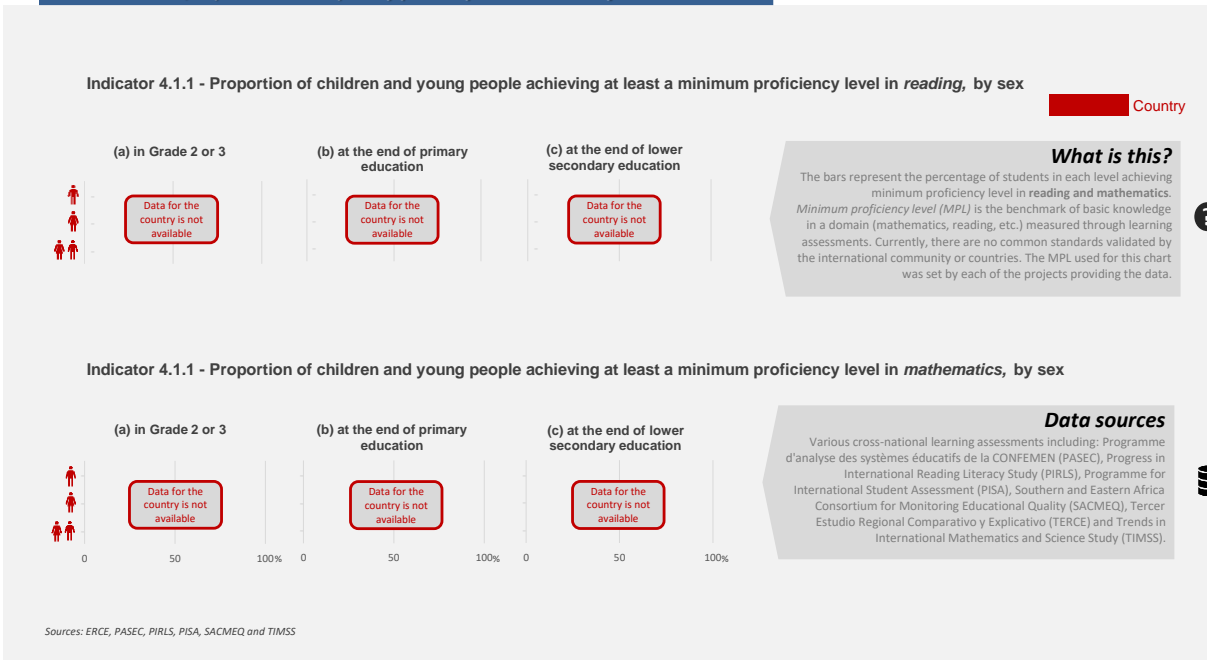 Indicator 4.1.1 - Proportion of children and young people achieving at least a minimum proficiency level in reading, by sex
Country
(a) in Grade 2 or 3
(b) at the end of primary
education
(c) at the end of lower
secondary education
Data for the
country is not
available
Data for the
country is not
available
Data for the
country is not
available
What is this?
The bars represent the percentage of students in each level achieving
minimum proficiency level in reading and mathematics.
Minimum proficiency level (MPL) is the benchmark of basic knowledge
in a domain (mathematics, reading, etc.) measured through learning
assessments. Currently, there are no common standards validated by
the international community or countries. The MPL used for this chart
was set by each of the projects providing the data.
Indicator 4.1.1 - Proportion of children and young people achieving at least a minimum proficiency level in mathematics, by sex
(a) in Grade 2 or 3
(b) at the end of primary
education
(c) at the end of lower
secondary education
Data for the
country is not
available
Data for the
country is not
available
Data for the
country is not
available
0 50 100% 0 50 100% 0 50 100%
Data sources
Various cross-national learning assessments including: Programme
d'analyse des systèmes éducatifs de la CONFEMEN (PASEC), Progress in
International Reading Literacy Study (PIRLS), Programme for
International Student Assessment (PISA), Southern and Eastern Africa
Consortium for Monitoring Educational Quality (SACMEQ), Tercer
Estudio Regional Comparativo y Explicativo (TERCE) and Trends in
International Mathematics and Science Study (TIMSS).
Sources: ERCE, PASEC, PIRLS, PISA, SACMEQ and TIMSS